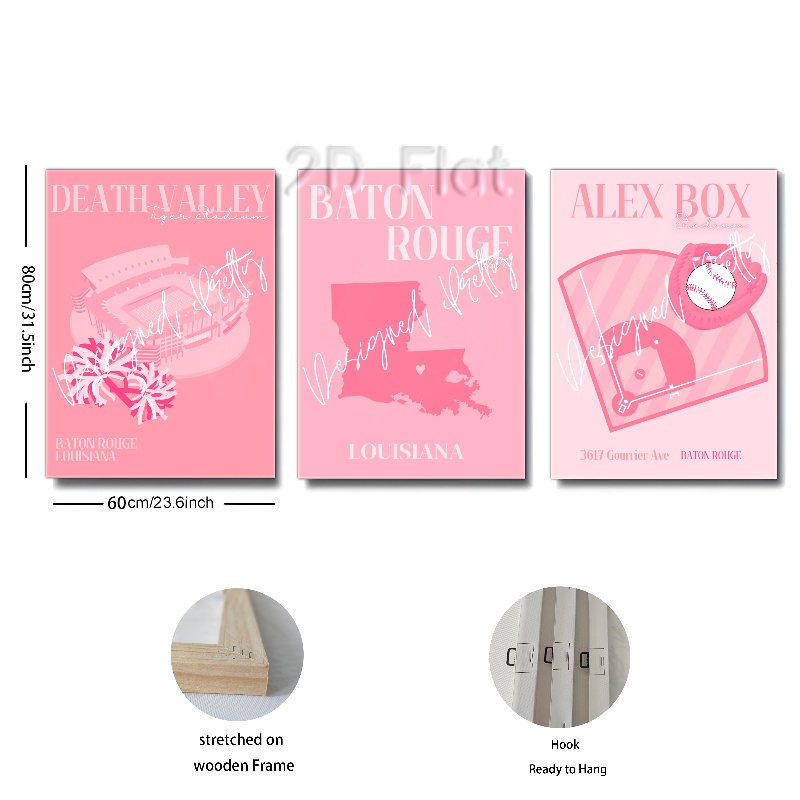 2D Flat
DEATH VALLEY
Tiger Stadium
Designed Pretty
BATON ROUGE
LOUISIANA
BATON
ROUGE
Designed Pretty
LOUISIANA
ALEX BOX
Stadium
Designed Pretty
3617 Gourrier Ave BATON ROUGE
80cm/31.5inch
60cm/23.6inch
stretched on
wooden Frame
Hook
Ready to Hang